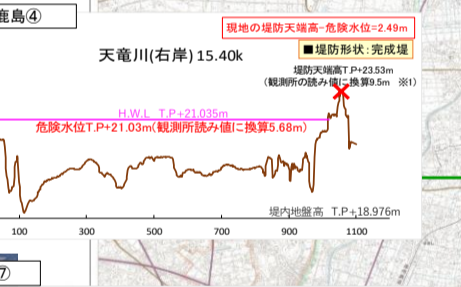 鹿島④
現地の堤防天端高－危険水位=2.49m
■堤防形状：完成堤
天竜川(右岸) 15.40k
堤防天端高T.P+23.53m
（観測所の読み値に換算9.5m ※1）
H.W.L T.P+21.035m
危険水位T.P+21.03m(観測所読み値に換算5.68m)
堤内地盤高 T.P+18.976m
100 300 500 700 900 1100
⑦